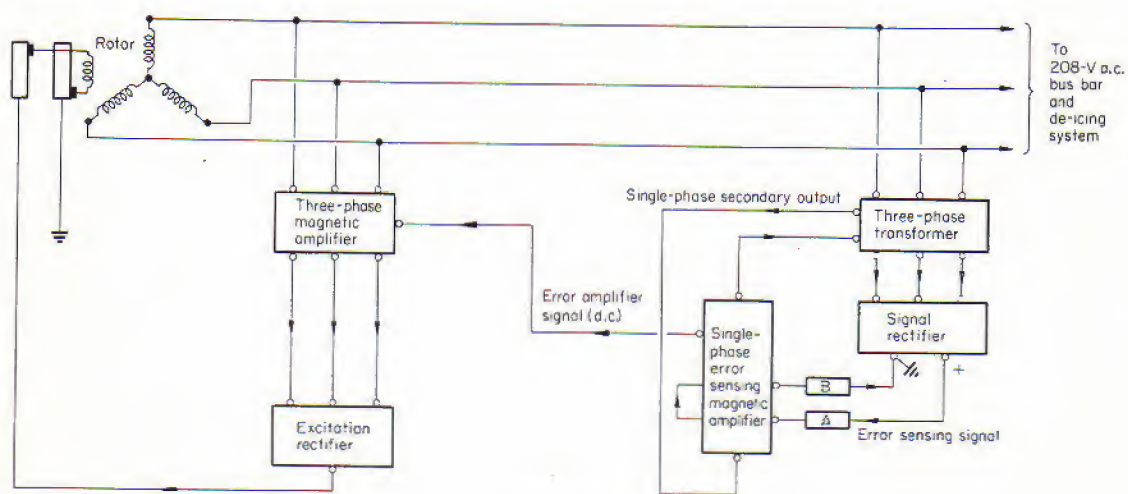 Rotor
To
208-V a.c.
bus bar
and
de-icing
system
Single-phase secondary output
Three-phase
magnetic
amplifier
Three-phase
transformer
Error amplifier
signal (d.c.)
Single-
phase
error
sensing
magnetic
amplifier
Signal
rectifier
+
B
A
Error sensing signal
Excitation
rectifier